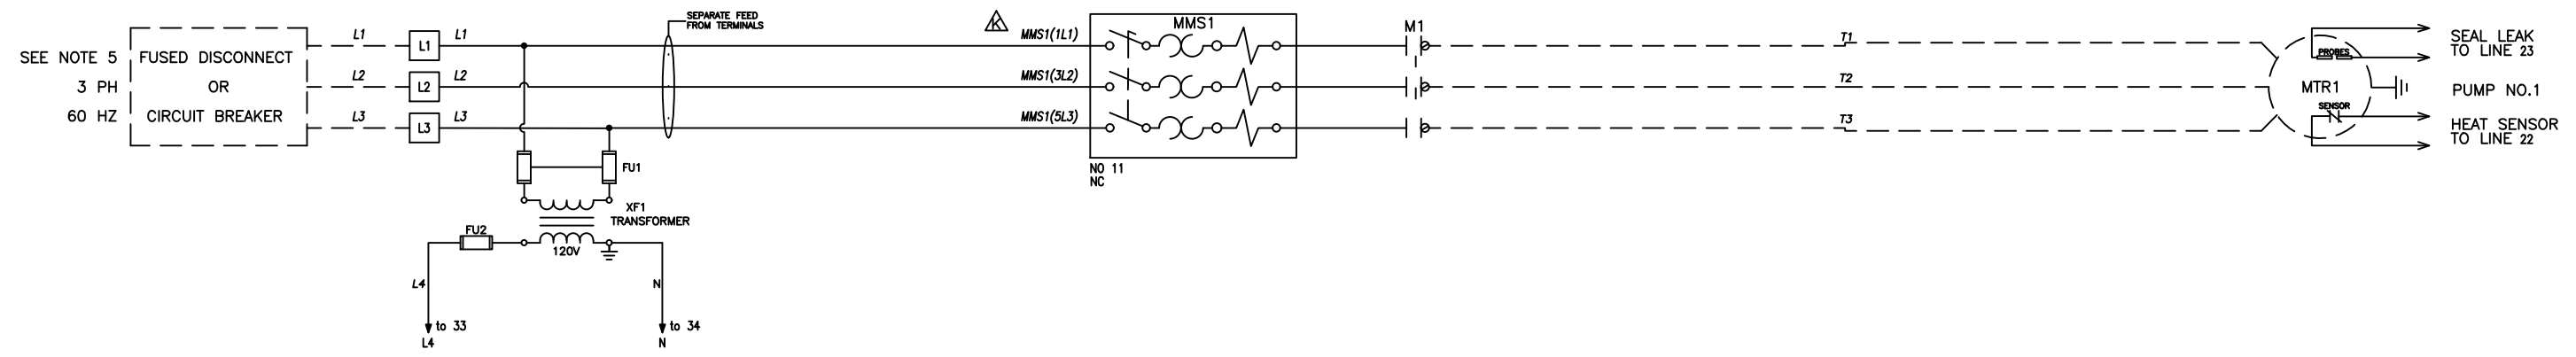 SEE NOTE 5
3 PH
60 HZ
FUSED DISCONNECT
OR
CIRCUIT BREAKER
L1
L2
L3
L1
L2
L3
L1
L2
L3
SEPARATE FEED
FROM TERMINALS
FU1
XF1
TRANSFORMER
FU2
120V
L4
N
to 33
L4
to 34
N
K
MMS1(1L1)
MMS1(3L2)
MMS1(5L3)
MMS1
NO 11
NC
M1
T1
T2
T3
PROBES
MTR1
SENSOR
SEAL LEAK
TO LINE 23
PUMP NO.1
HEAT SENSOR
TO LINE 22